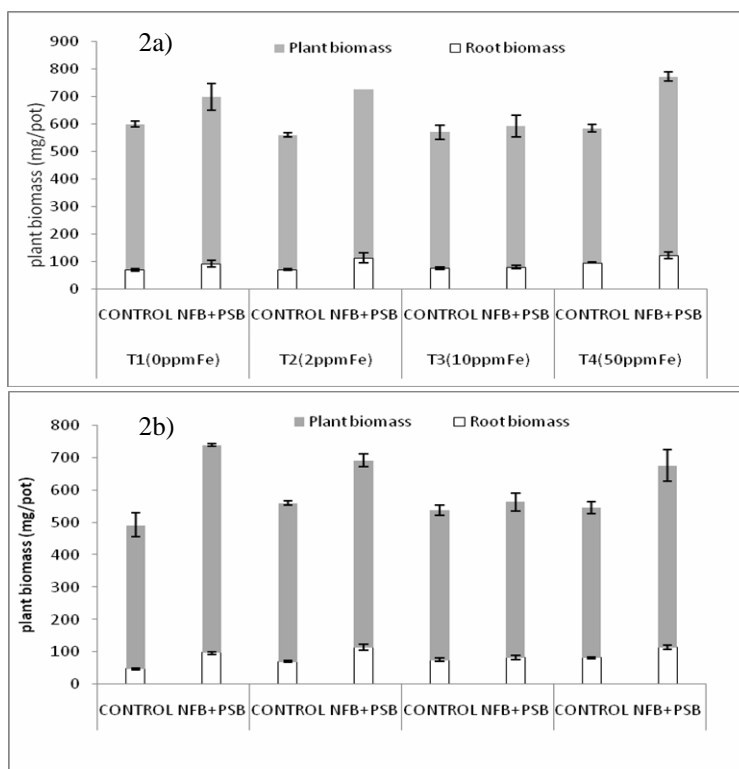 2a)
Plant biomass Root biomass
plant biomass (mg/pot)
900
800
700
600
500
400
300
200
100
0
CONTROL NFB+PSB CONTROL NFB+PSB CONTROL NFB+PSB CONTROL NFB+PSB
T1(0ppmFe) T2(2ppmFe) T3(10ppmFe) T4(50ppmFe)
2b)
Plant biomass Root biomass
plant biomass (mg/pot)
800
700
600
500
400
300
200
100
0
CONTROL NFB+PSB CONTROL NFB+PSB CONTROL NFB+PSB CONTROL NFB+PSB